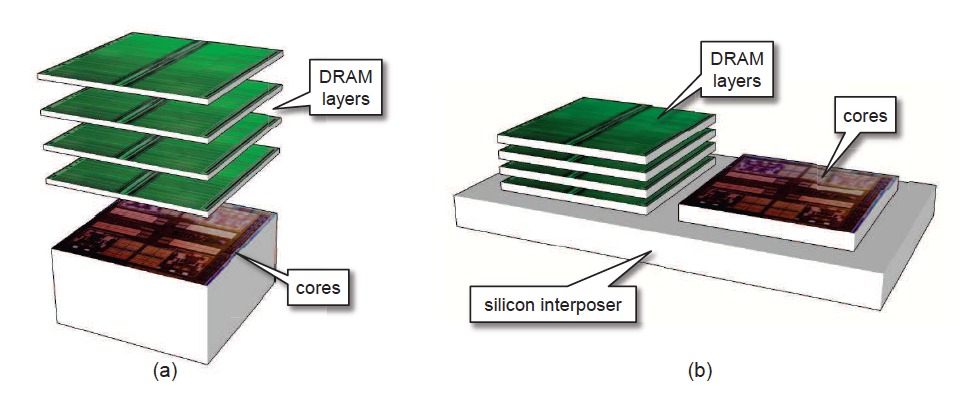 DRAM
layers
cores
(a)
DRAM
layers
cores
silicon interposer
(b)